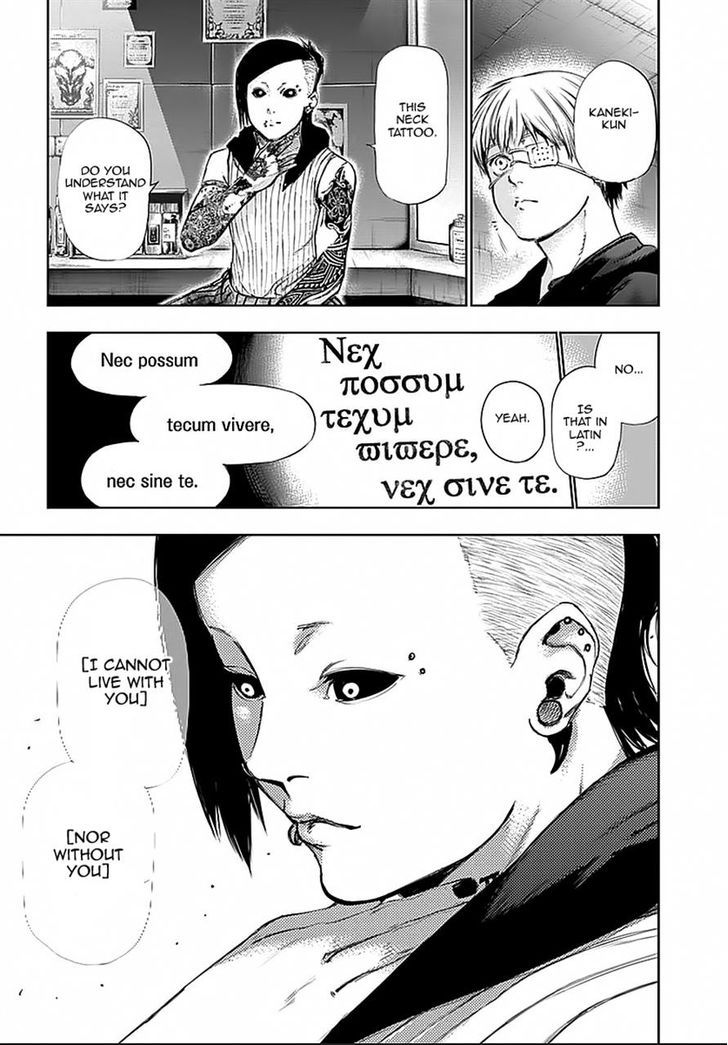 KANEKI-
KUN
THIS
NECK
TATTOO.
DO YOU
UNDERSTAND
WHAT IT
SAYS?
NO...
IS
THAT IN
LATIN
?...
YEAH.
Νεχ
ποσσυμ
τεχυμ
ϖιϖερε,
νεχ σινε τε.
Nec possum
tecum vivere,
nec sine te.
[I CANNOT
LIVE WITH
YOU]
[NOR
WITHOUT
YOU]